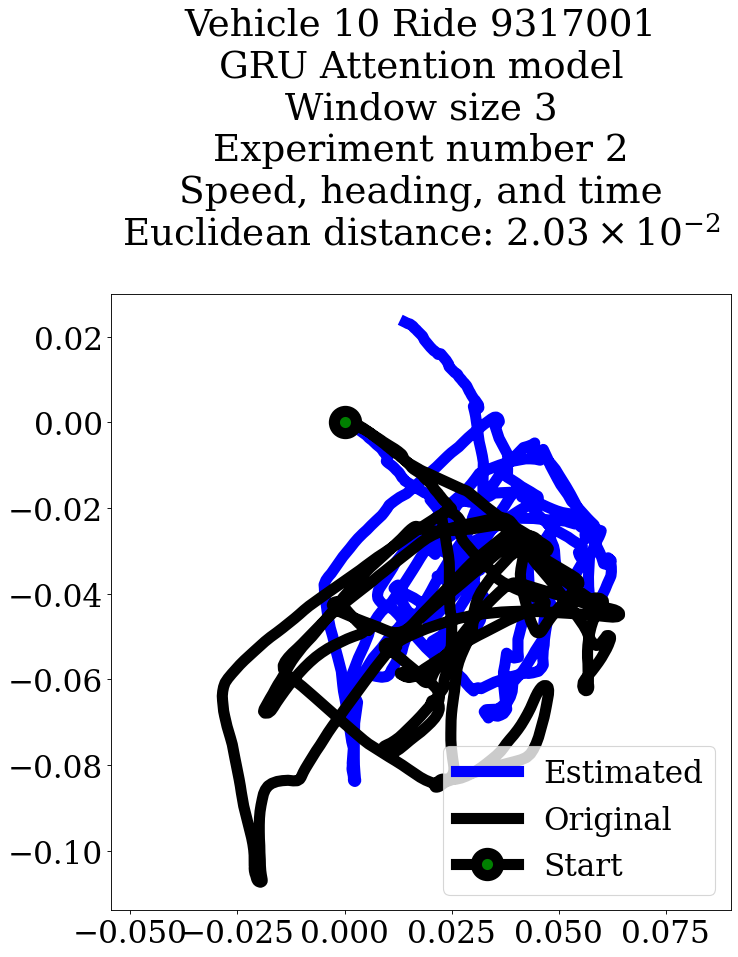 Vehicle 10 Ride 9317001
GRU Attention model
Window size 3
Experiment number 2
Speed, heading, and time
Euclidean distance: 2.03 × 10⁻²
0.02
0.00
−0.02
−0.04
−0.06
−0.08
−0.10
Estimated
Original
Start
−0.050 −0.025 0.000 0.025 0.050 0.075